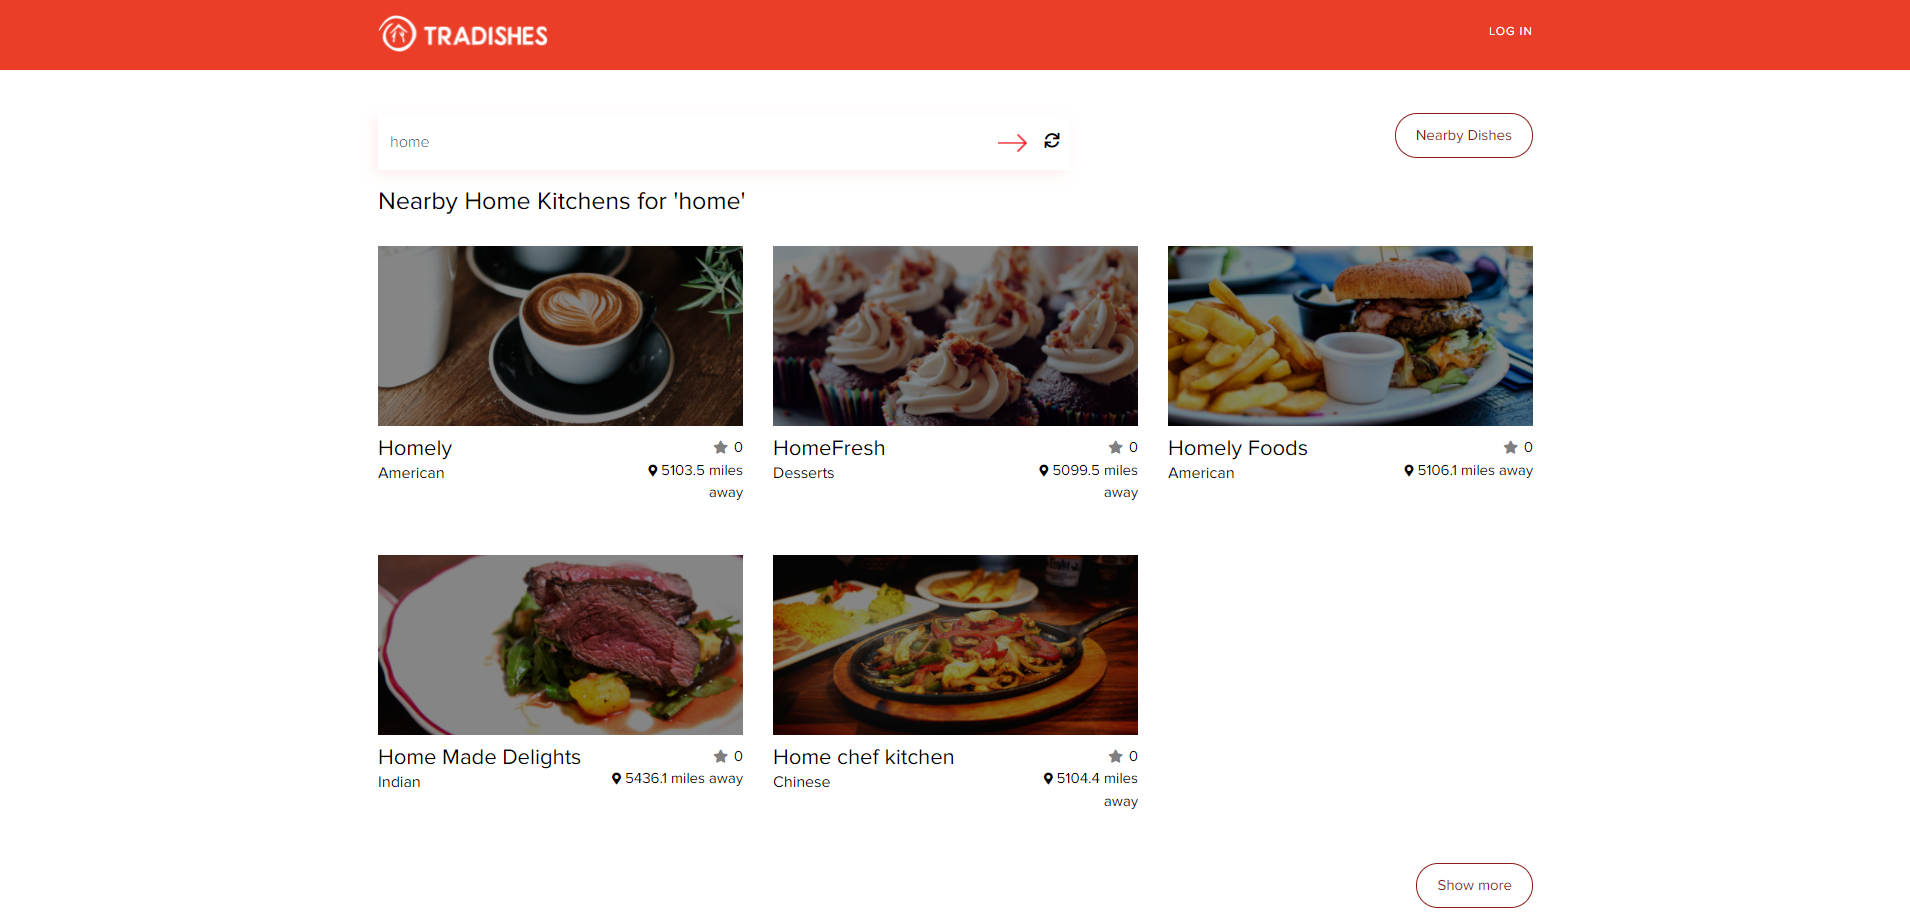 TRADISHES
LOG IN
home
Nearby Dishes
Nearby Home Kitchens for 'home'
Homely
0
American
5103.5 miles
away
HomeFresh
0
Desserts
5099.5 miles
away
Homely Foods
0
American
5106.1 miles away
Home Made Delights
0
Indian
5436.1 miles away
Home chef kitchen
0
Chinese
5104.4 miles
away
Show more